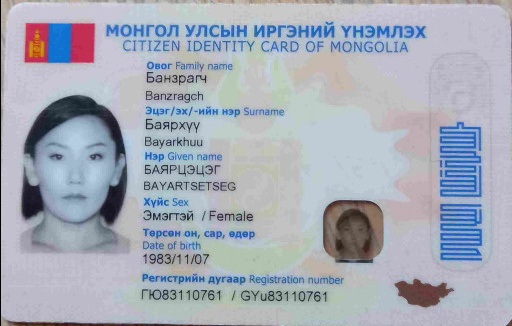 МОНГОЛ УЛСЫН ИРГЭНИЙ ҮНЭМЛЭХ
CITIZEN IDENTITY CARD OF MONGOLIA
Овог Family name
Банзрагч
Banzragch
Эцэг/эх/-ийн нэр Surname
Баярхүү
Bayarkhuu
Нэр Given name
БАЯРЦЭЦЭГ
BAYARTSETSEG
Хүйс Sex
Эмэгтэй / Female
Төрсөн он, сар, өдөр
Date of birth
1983/11/07
Регистрийн дугаар Registration number
ГЮ83110761 / GYu83110761